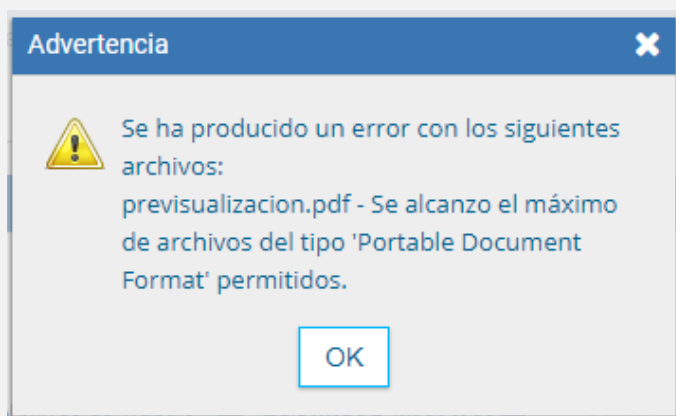 Advertencia
Se ha producido un error con los siguientes
archivos:
previsualizacion.pdf - Se alcanzo el máximo
de archivos del tipo 'Portable Document
Format' permitidos.
OK